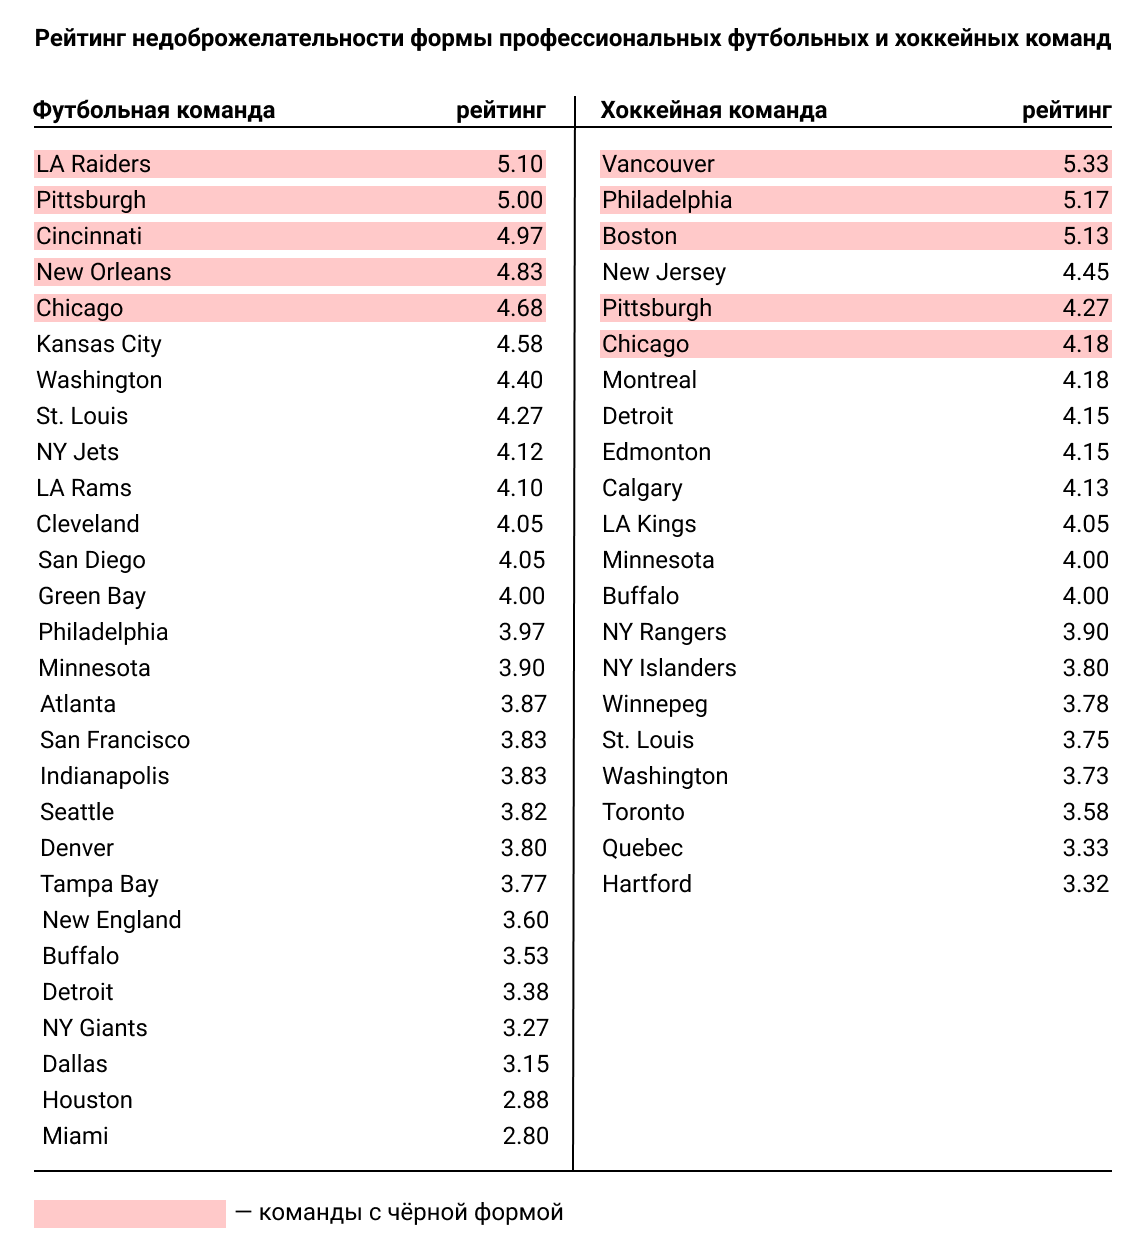 Рейтинг недоброжелательности формы профессиональных футбольных и хоккейных команд
Футбольная команда рейтинг
LA Raiders 5.10
Pittsburgh 5.00
Cincinnati 4.97
New Orleans 4.83
Chicago 4.68
Kansas City 4.58
Washington 4.40
St. Louis 4.27
NY Jets 4.12
LA Rams 4.10
Cleveland 4.05
San Diego 4.05
Green Bay 4.00
Philadelphia 3.97
Minnesota 3.90
Atlanta 3.87
San Francisco 3.83
Indianapolis 3.83
Seattle 3.82
Denver 3.80
Tampa Bay 3.77
New England 3.60
Buffalo 3.53
Detroit 3.38
NY Giants 3.27
Dallas 3.15
Houston 2.88
Miami 2.80
Хоккейная команда рейтинг
Vancouver 5.33
Philadelphia 5.17
Boston 5.13
New Jersey 4.45
Pittsburgh 4.27
Chicago 4.18
Montreal 4.18
Detroit 4.15
Edmonton 4.15
Calgary 4.13
LA Kings 4.05
Minnesota 4.00
Buffalo 4.00
NY Rangers 3.90
NY Islanders 3.80
Winnepeg 3.78
St. Louis 3.75
Washington 3.73
Toronto 3.58
Quebec 3.33
Hartford 3.32
— команды с чёрной формой